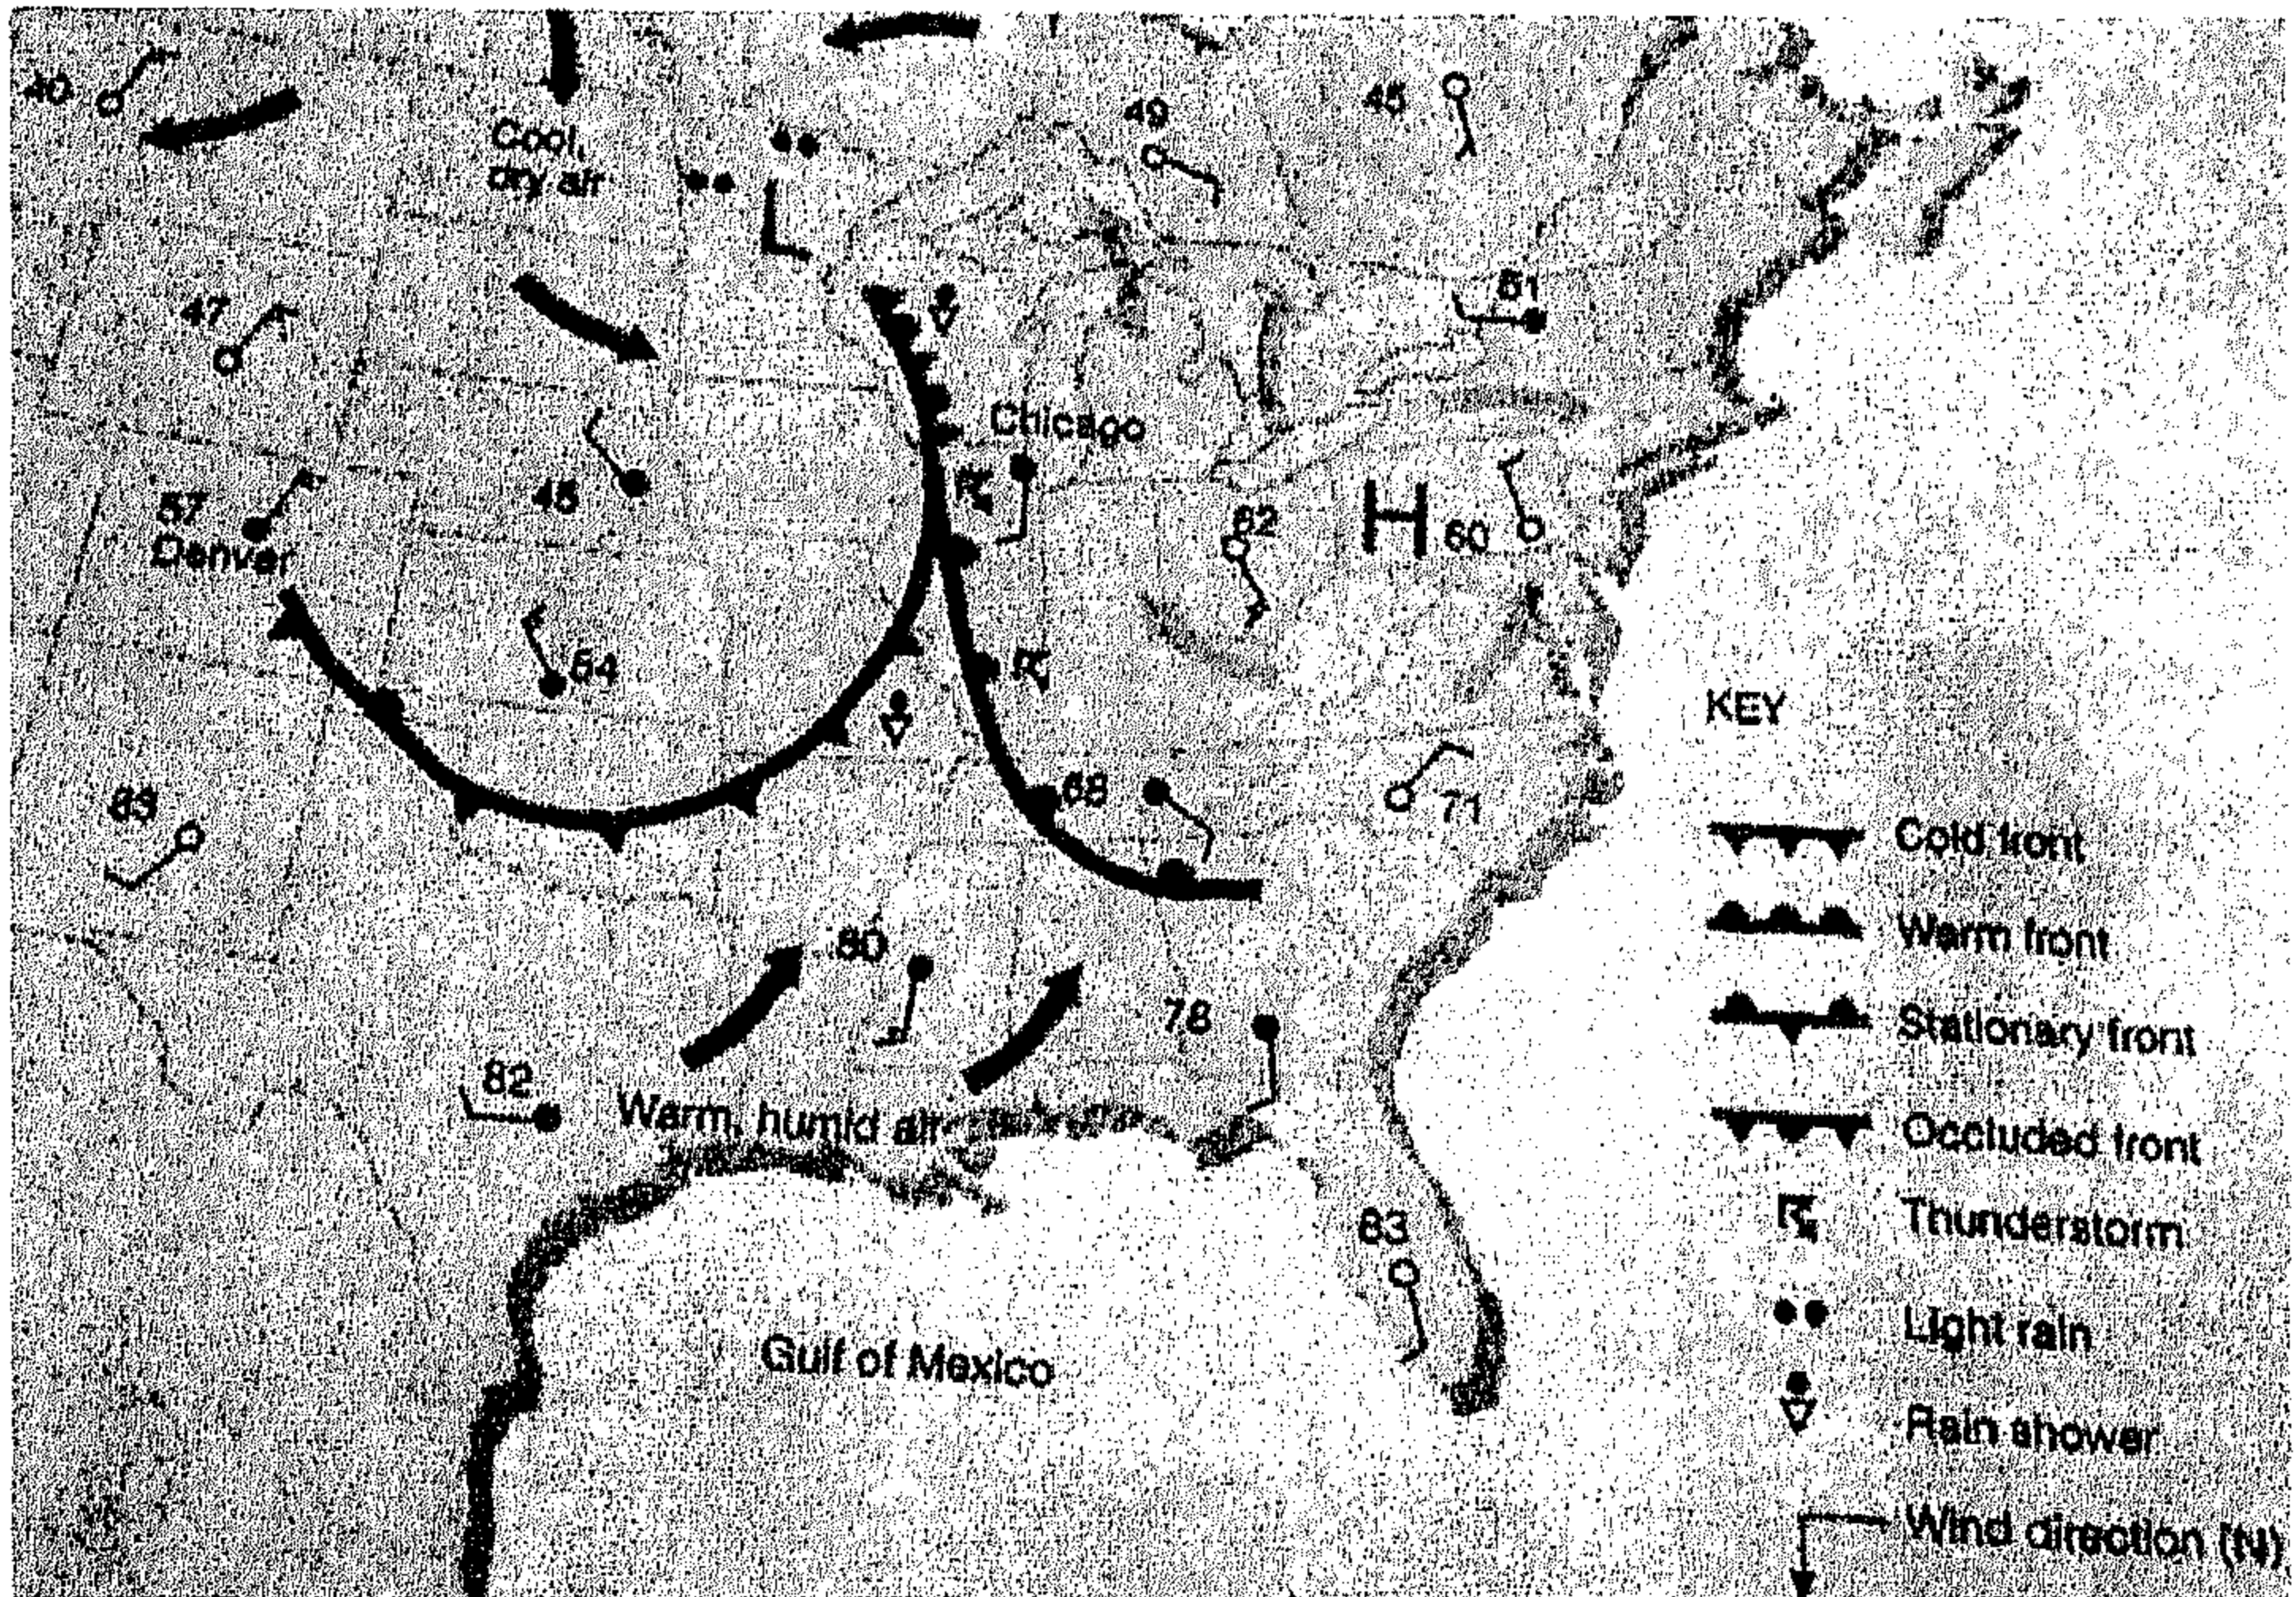 40
Cool,
dry air
49
45
47
51
Chicago
57
Denver
45
62
H
60
54
KEY
63
68
71
Cold front
Warm front
80
Stationary front
78
82
Warm, humid air
Occluded front
Thunderstorm
83
Light rain
Gulf of Mexico
Rain shower
Wind direction (N)